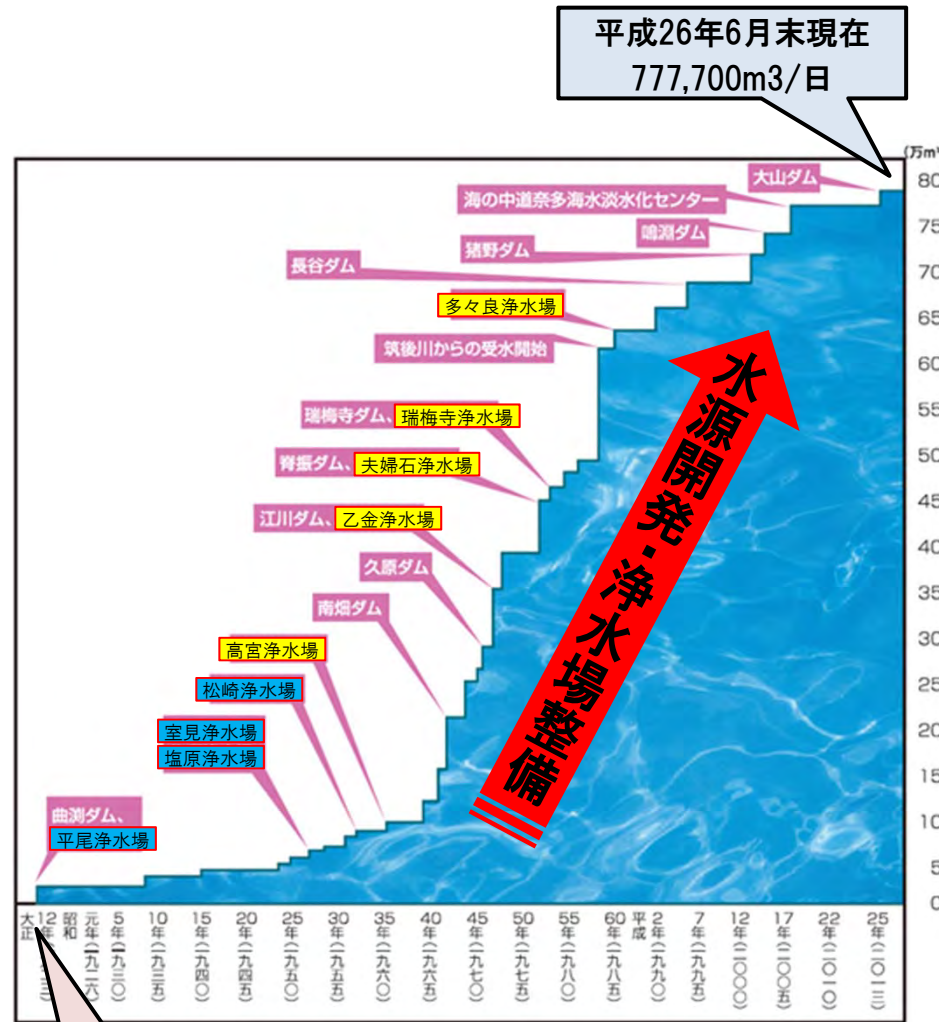 平成26年6月末現在
777,700m3/日
(万m³
大山ダム
海の中道奈多海水淡水化センター
鳴淵ダム
猪野ダム
長谷ダム
多々良浄水場
筑後川からの受水開始
瑞梅寺ダム、瑞梅寺浄水場
脊振ダム、夫婦石浄水場
江川ダム、乙金浄水場
久原ダム
南畑ダム
高宮浄水場
松崎浄水場
室見浄水場
塩原浄水場
曲渕ダム、
平尾浄水場
水源開発・浄水場整備
80
75
70
65
60
55
50
45
40
35
30
25
20
15
10
5
0
大正
12年
昭和
元年(一九二六)
5年(一九三〇)
10年(一九三五)
15年(一九四〇)
20年(一九四五)
25年(一九五〇)
30年(一九五五)
35年(一九六〇)
40年(一九六五)
45年(一九七〇)
50年(一九七五)
55年(一九八〇)
60年(一九八五)
平成
2年(一九九〇)
7年(一九九五)
12年(二〇〇〇)
17年(二〇〇五)
22年(二〇一〇)
25年(二〇一三)